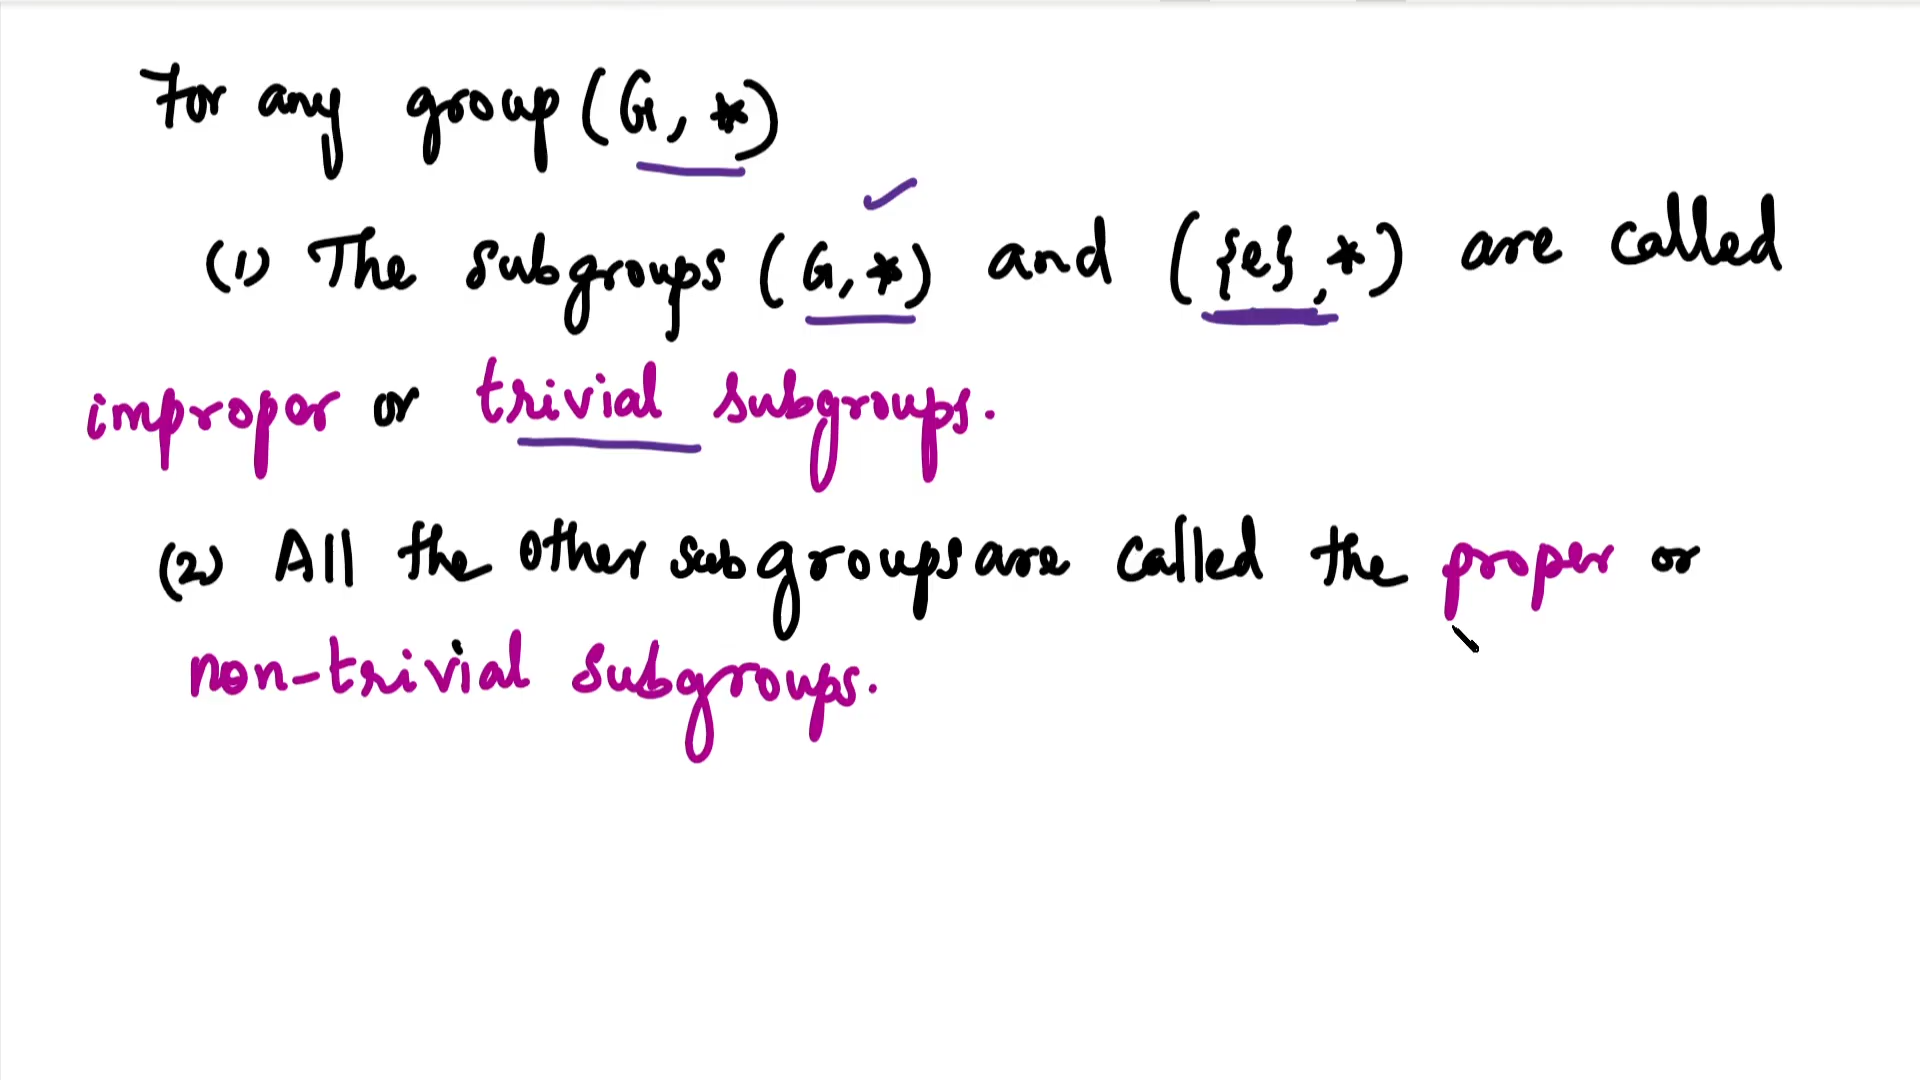 For any group (G, *)
(1) The subgroups (G, *) and ({e}, *) are called
improper or trivial subgroups.
(2) All the other subgroups are called the proper or
non-trivial subgroups.